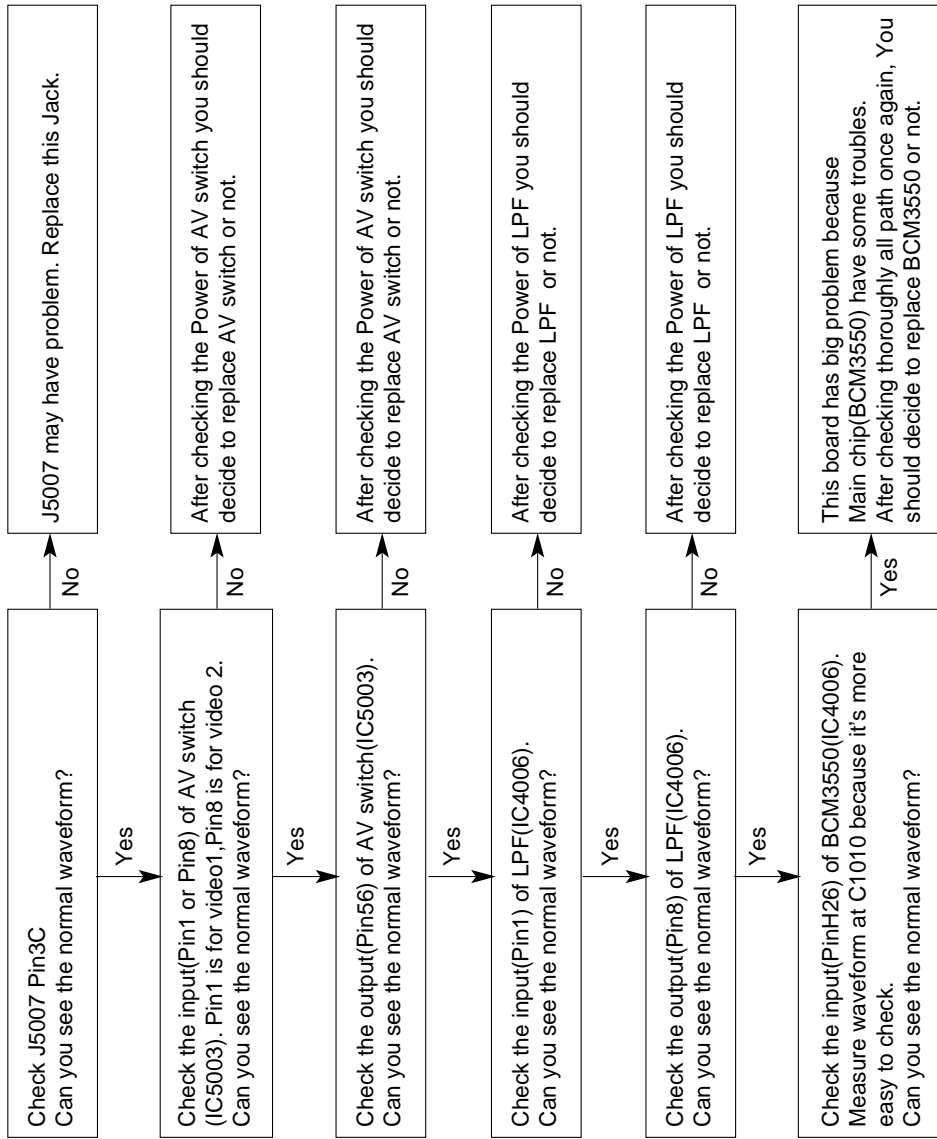 Check J5007 Pin3C
Can you see the normal waveform?
No
J5007 may have problem. Replace this Jack.
Yes
Check the input(Pin1 or Pin8) of AV switch
(IC5003). Pin1 is for video1,Pin8 is for video 2.
Can you see the normal waveform?
No
After checking the Power of AV switch you should
decide to replace AV switch or not.
Yes
Check the output(Pin56) of AV switch(IC5003).
Can you see the normal waveform?
No
After checking the Power of AV switch you should
decide to replace AV switch or not.
Yes
Check the input(Pin1) of LPF(IC4006).
Can you see the normal waveform?
No
After checking the Power of LPF you should
decide to replace LPF or not.
Yes
Check the output(Pin8) of LPF(IC4006).
Can you see the normal waveform?
No
After checking the Power of LPF you should
decide to replace LPF or not.
Yes
Check the input(PinH26) of BCM3550(IC4006).
Measure waveform at C1010 because it's more
easy to check.
Can you see the normal waveform?
Yes
This board has big problem because
Main chip(BCM3550) have some troubles.
After checking thoroughly all path once again, You
should decide to replace BCM3550 or not.